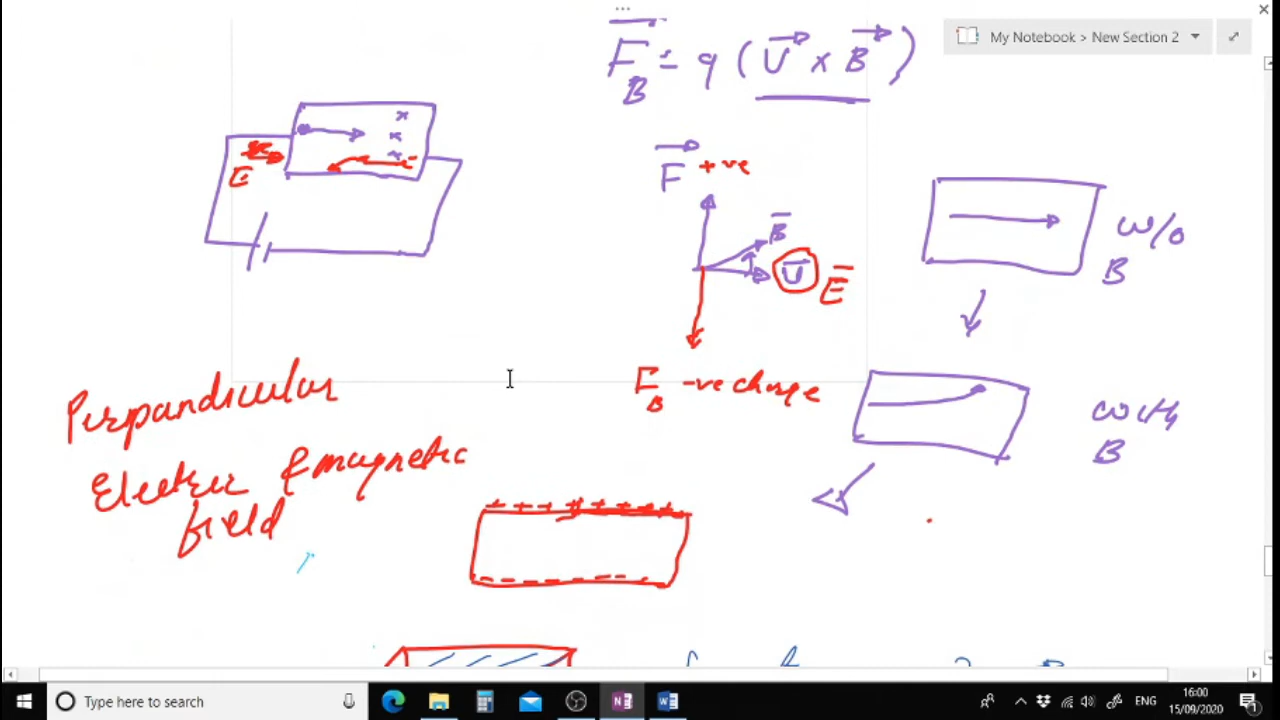 My Notebook > New Section 2
F_B = q ( V × B )
F +ve
B
V
E
E
w/o
B
F_B -ve charge
with
B
Perpandicular
Electric & magnetic
field
+ + + + + + +
Type here to search
ENG
16:00
15/09/2020